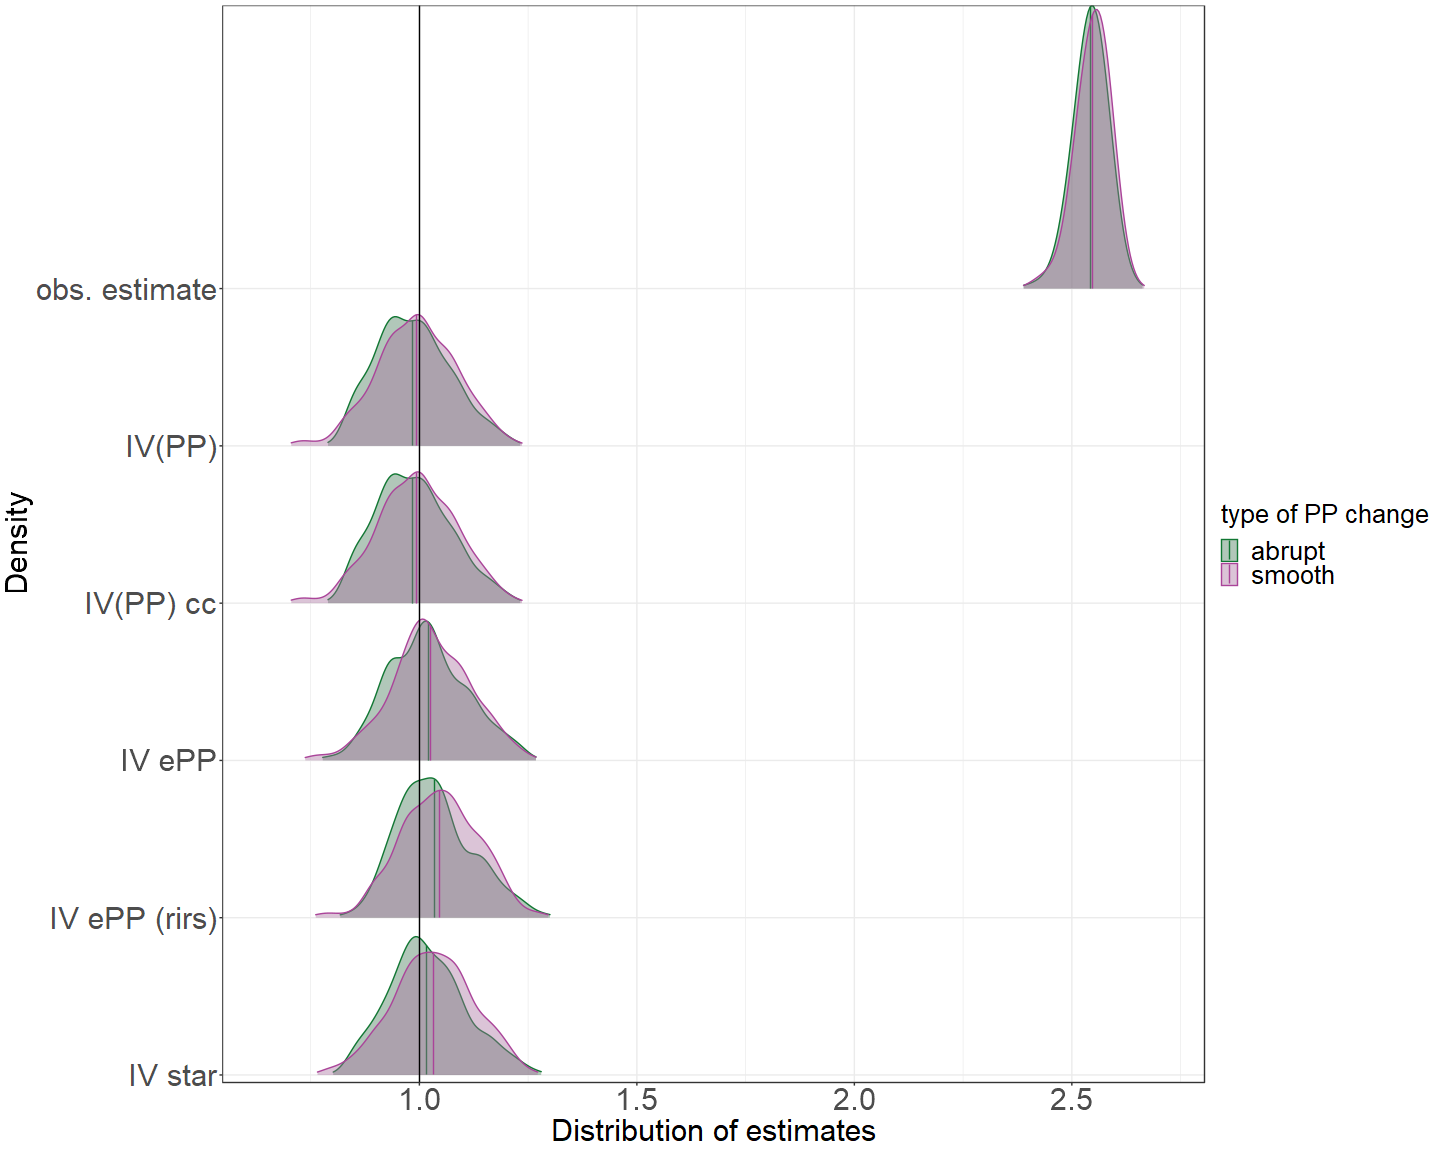 obs. estimate
IV(PP)
IV(PP) cc
IV ePP
IV ePP (rirs)
IV star
Density
1.0
1.5
2.0
2.5
Distribution of estimates
type of PP change
abrupt
smooth